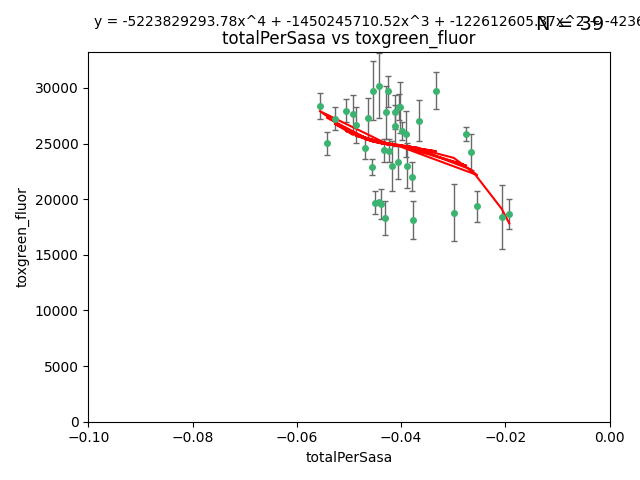 y = -5223829293.78x^4 + -1450245710.52x^3 + -122612605.37x^2 + -4236
N = 39
totalPerSasa vs toxgreen_fluor
toxgreen_fluor
30000
25000
20000
15000
10000
5000
0
−0.10 −0.08 −0.06 −0.04 −0.02 0.00
totalPerSasa